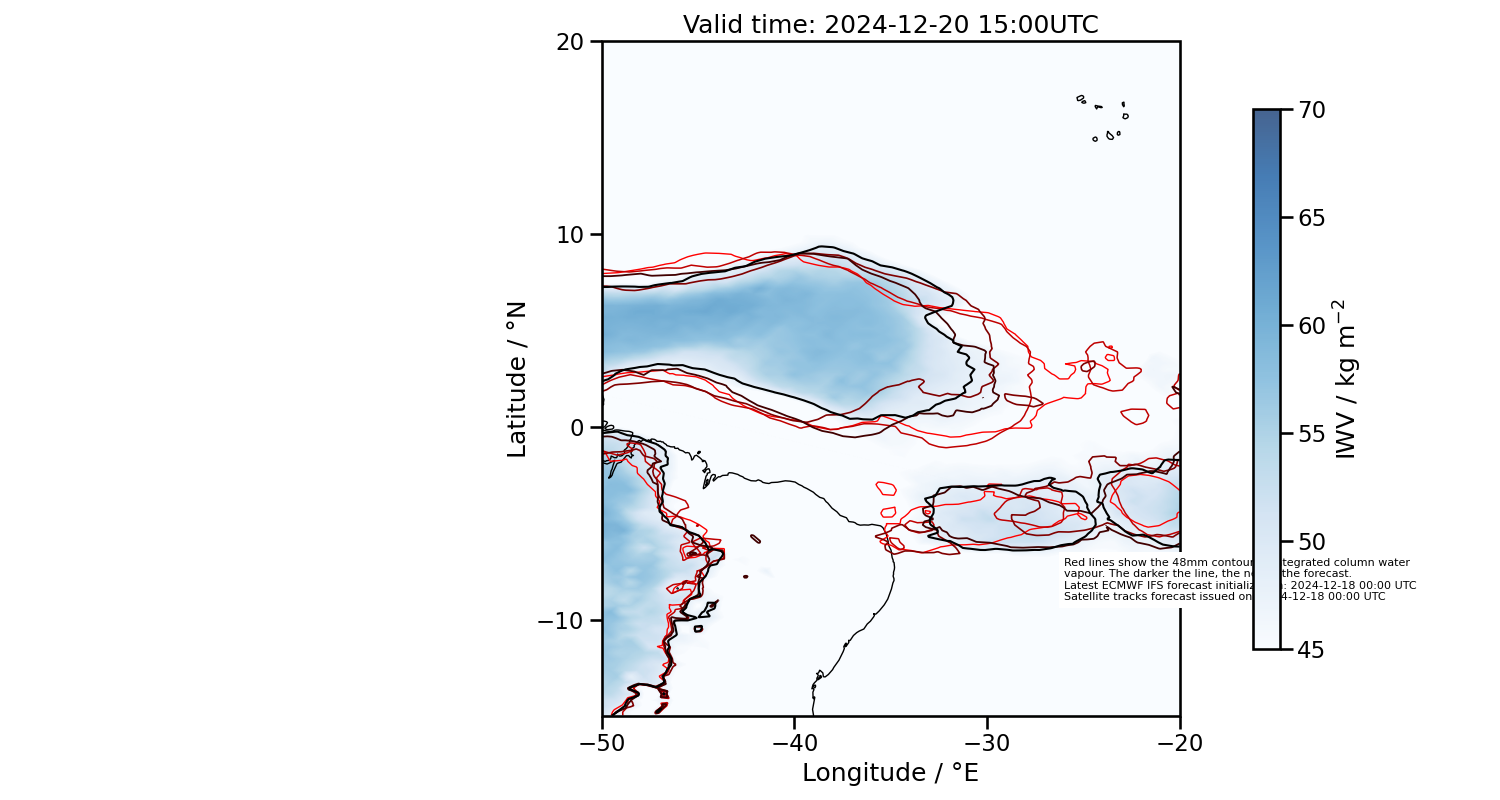 Valid time: 2024-12-20 15:00UTC
20
10
0
−10
−50
−40
−30
−20
Latitude / °N
Longitude / °E
70
65
60
55
50
45
IWV / kg m⁻²
Red lines show the 48mm contour tegrated column water
vapour. The darker the line, the ne the forecast.
Latest ECMWF IFS forecast initializ : 2024-12-18 00:00 UTC
Satellite tracks forecast issued on 4-12-18 00:00 UTC